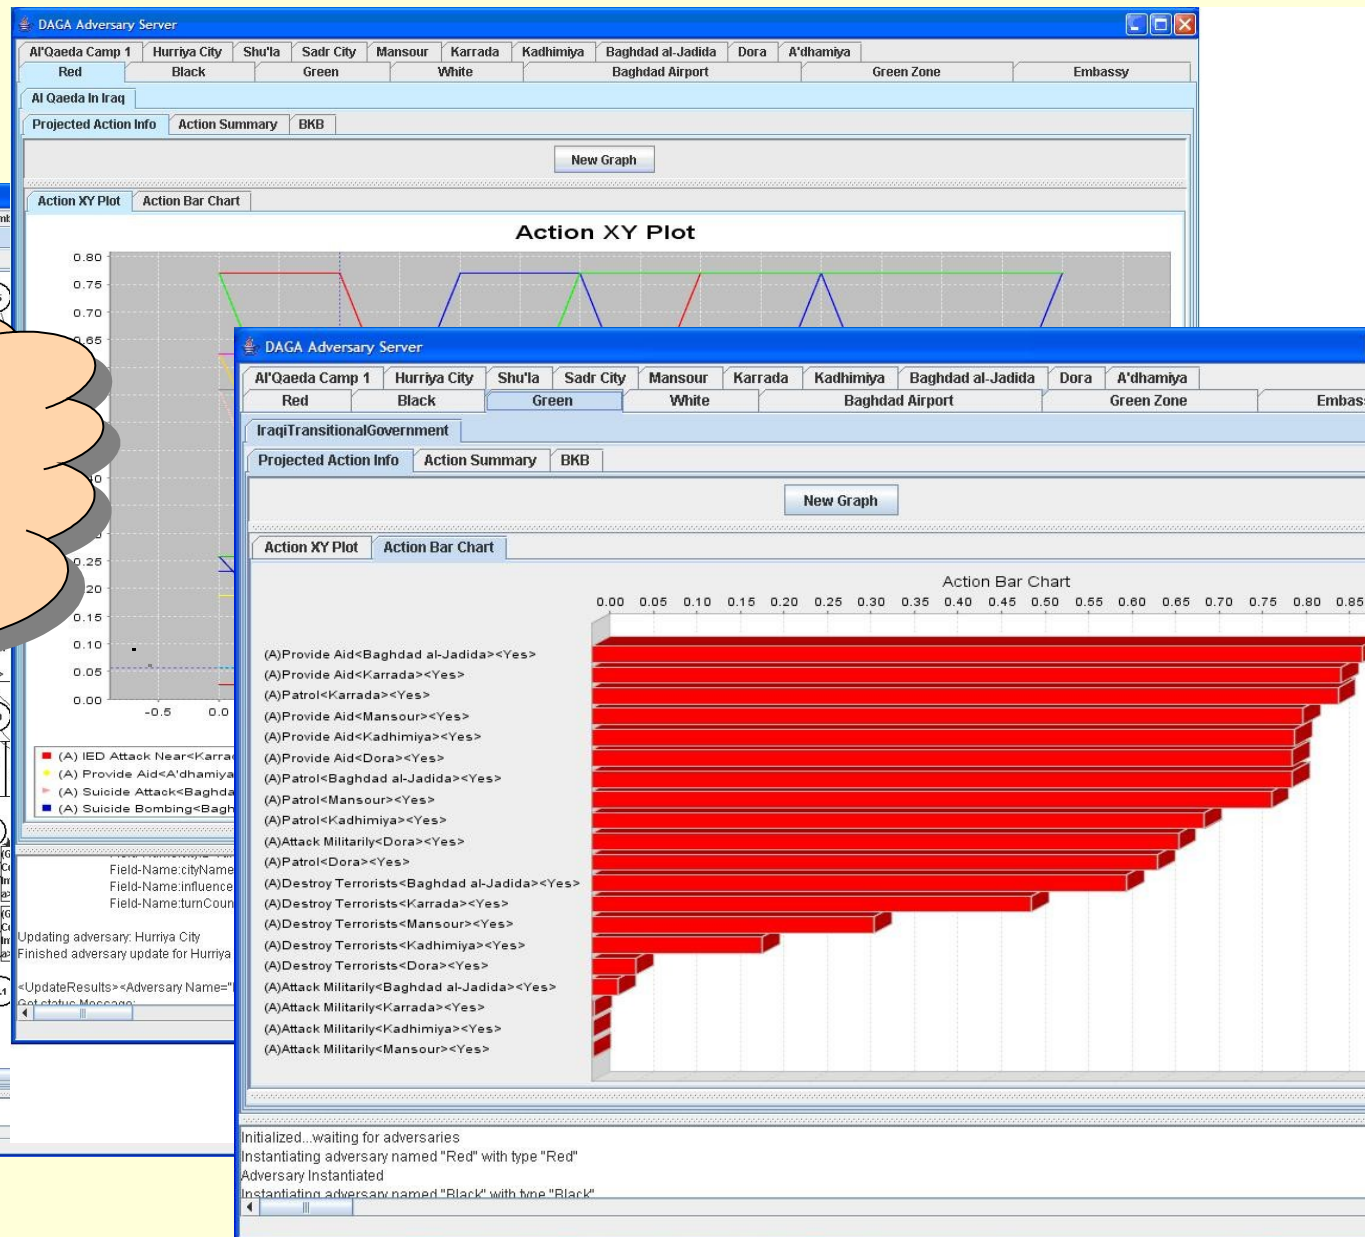 DAGA Adversary Server
Al'Qaeda Camp 1 Hurriya City Shu'la Sadr City Mansour Karrada Kadhimiya Baghdad al-Jadida Dora A'dhamiya
Red Black Green White Baghdad Airport Green Zone Embassy
Al Qaeda In Iraq
Projected Action Info Action Summary BKB
New Graph
Action XY Plot Action Bar Chart
Action XY Plot
0.80
0.75
0.70
0.25
0.15
0.10
0.05
0.00
-0.5 0.0
(A) IED Attack
(A) Provide Aid<A'dhamiya
(A) Suicide
(A) Suicide Bombing
Field-Name:cityName
Field-Name:influence
Field-Name:
Updating adversary: Hurriya City
Finished adversary update for Hurriya
<UpdateResults><Adversary Name="
DAGA Adversary Server
Al'Qaeda Camp 1 Hurriya City Shu'la Sadr City Mansour Karrada Kadhimiya Baghdad al-Jadida Dora A'dhamiya
Red Black Green White Baghdad Airport Green Zone
IraqiTransitionalGovernment
Projected Action Info Action Summary BKB
New Graph
Action XY Plot Action Bar Chart
Action Bar Chart
0.00 0.05 0.10 0.15 0.20 0.25 0.30 0.35 0.40 0.45 0.50 0.55 0.60 0.65 0.70 0.75 0.80 0.85
(A)Provide Aid<Baghdad al-Jadida><Yes>
(A)Provide Aid<Karrada><Yes>
(A)Patrol<Karrada><Yes>
(A)Provide Aid<Mansour><Yes>
(A)Provide Aid<Kadhimiya><Yes>
(A)Provide Aid<Dora><Yes>
(A)Patrol<Baghdad al-Jadida><Yes>
(A)Patrol<Mansour><Yes>
(A)Patrol<Kadhimiya><Yes>
(A)Attack Militarily<Dora><Yes>
(A)Patrol<Dora><Yes>
(A)Destroy Terrorists<Baghdad al-Jadida><Yes>
(A)Destroy Terrorists<Karrada><Yes>
(A)Destroy Terrorists<Mansour><Yes>
(A)Destroy Terrorists<Kadhimiya><Yes>
(A)Destroy Terrorists<Dora><Yes>
(A)Attack Militarily<Baghdad al-Jadida><Yes>
(A)Attack Militarily<Karrada><Yes>
(A)Attack Militarily<Kadhimiya><Yes>
(A)Attack Militarily<Mansour><Yes>
Initialized...waiting for adversaries
Instantiating adversary named "Red" with type "Red"
Adversary Instantiated
Instantiating adversary named "Black" with type "Black"